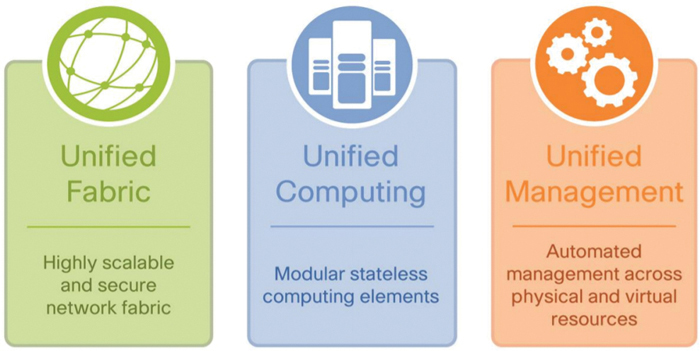 Unified
Fabric
Highly scalable
and secure
network fabric
Unified
Computing
Modular stateless
computing elements
Unified
Management
Automated
management across
physical and virtual
resources